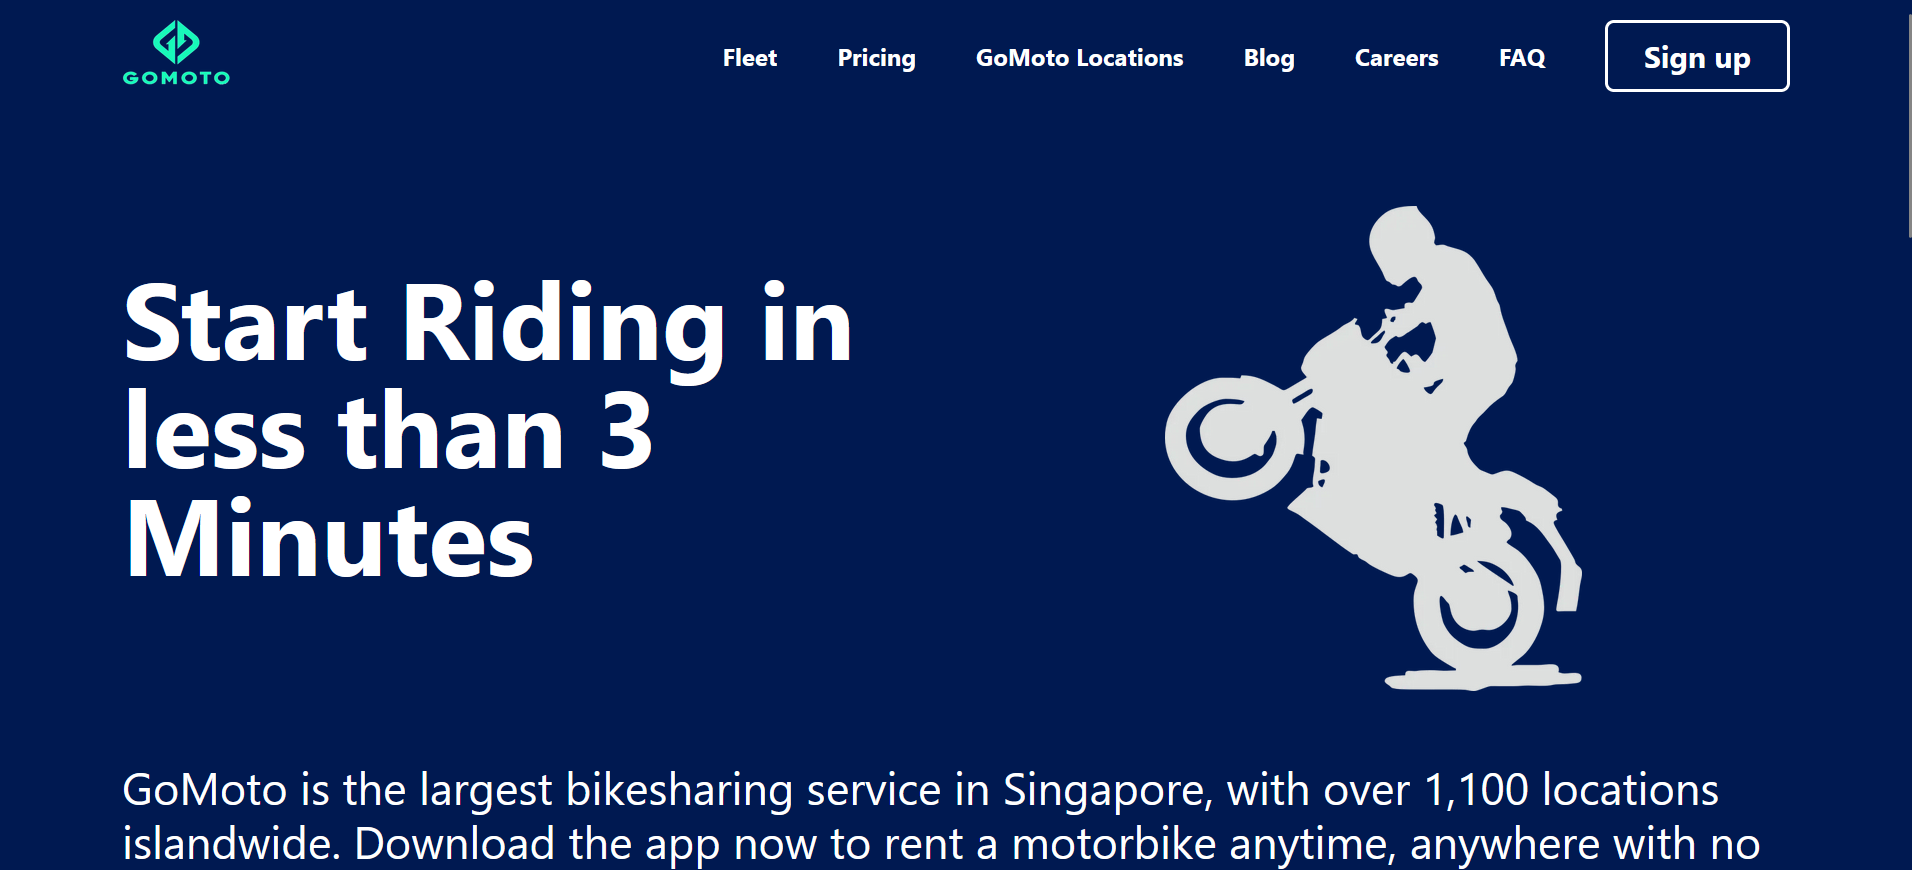 GOMOTO
Fleet
Pricing
GoMoto Locations
Blog
Careers
FAQ
Sign up
Start Riding in
less than 3
Minutes
GoMoto is the largest bikesharing service in Singapore, with over 1,100 locations
islandwide. Download the app now to rent a motorbike anytime, anywhere with no